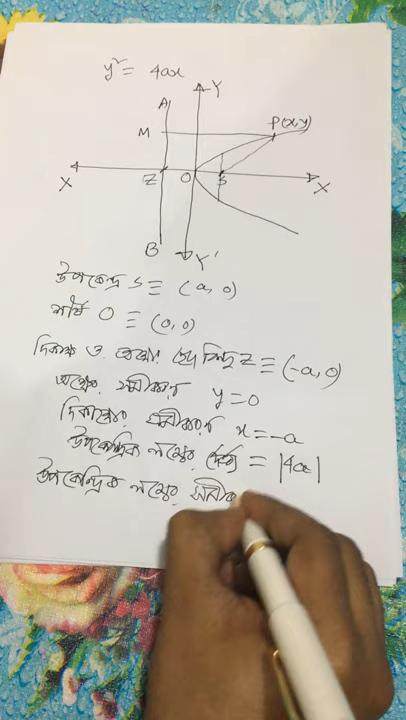 y² = 4ax
A Y
M P(x,y)
X Z O S X
B Y'
উপকেন্দ্র S ≡ (a, 0)
শীর্ষ O ≡ (0, 0)
দিকাক্ষ ও অক্ষের ছেদ বিন্দু Z ≡ (-a, 0)
অক্ষের সমীকরণ y = 0
দিকাক্ষের সমীকরণ x = -a
উপকেন্দ্রিক লম্বের দৈর্ঘ্য = |4a|
উপকেন্দ্রিক লম্বের সমীক